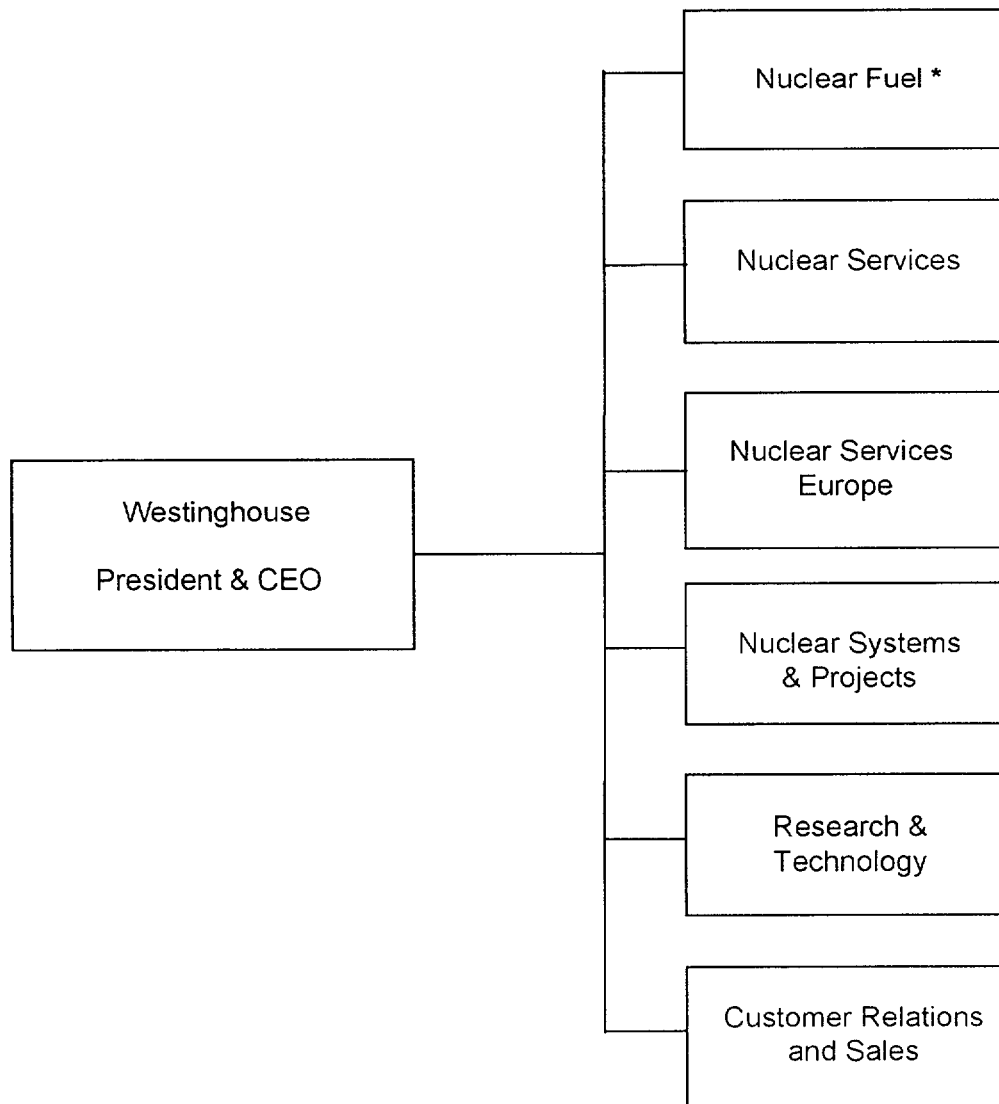 Nuclear Fuel *
Nuclear Services
Nuclear Services
Europe
Westinghouse
President & CEO
Nuclear Systems
& Projects
Research &
Technology
Customer Relations
and Sales